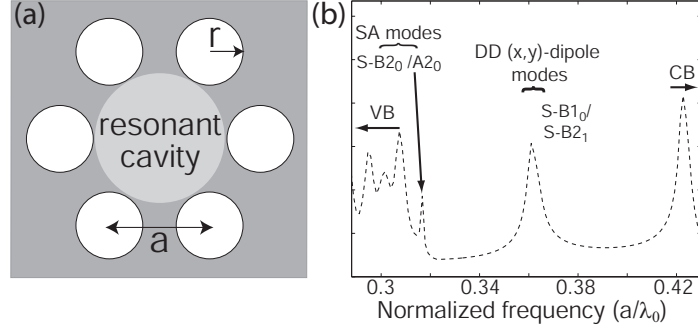 (a)
r
resonant
cavity
a
(b)
SA modes
S-B2₀ /A2₀
DD (x,y)-dipole
modes
CB
VB
S-B1₀/
S-B2₁
0.3
0.34
0.38
0.42
Normalized frequency (a/λ₀)